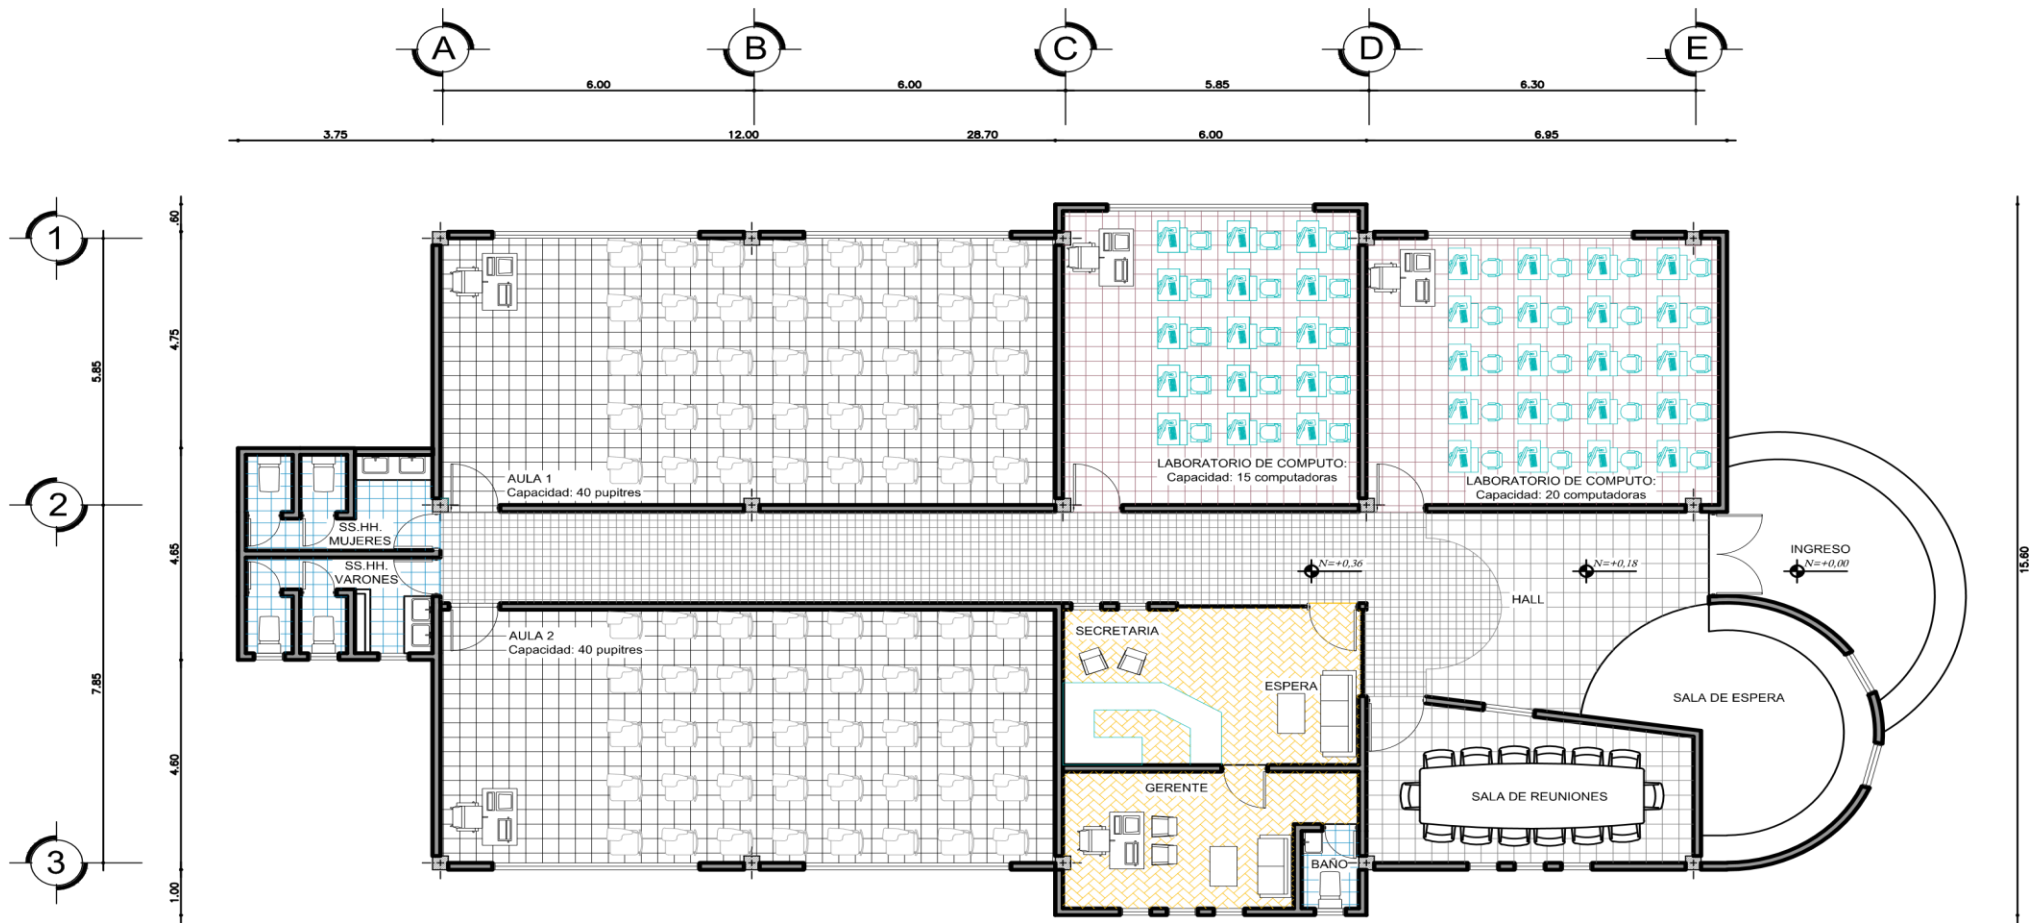 A
B
C
D
E
6.00
6.00
5.85
6.30
3.75
12.00
28.70
6.00
6.95
1
2
3
5.85
7.85
.60
4.75
4.65
4.60
1.00
15.60
AULA 1
Capacidad: 40 pupitres
LABORATORIO DE COMPUTO:
Capacidad: 15 computadoras
LABORATORIO DE COMPUTO:
Capacidad: 20 computadoras
SS.HH.
MUJERES
SS.HH.
VARONES
N=+0,36
N=+0,18
INGRESO
N=+0,00
HALL
AULA 2
Capacidad: 40 pupitres
SECRETARIA
ESPERA
SALA DE ESPERA
GERENTE
SALA DE REUNIONES
BAÑO